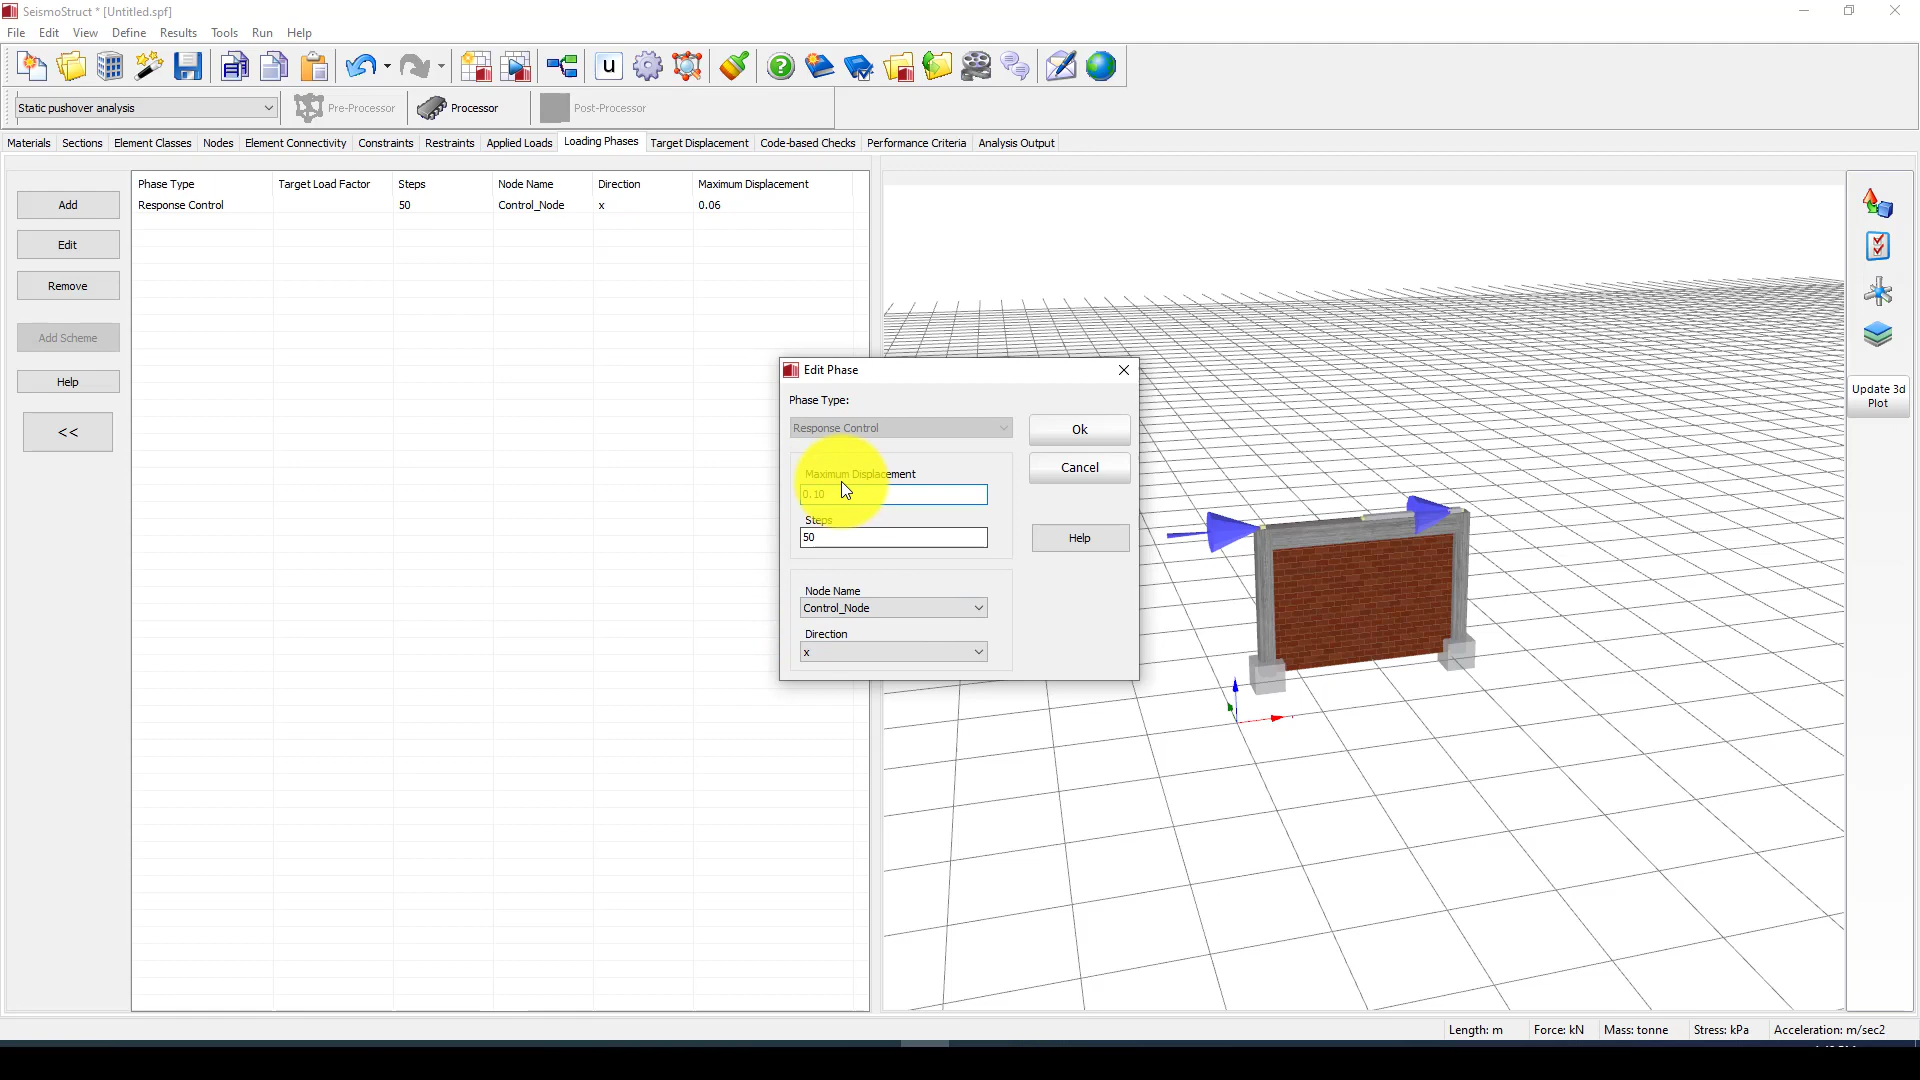 SeismoStruct * [Untitled.spf]
File Edit View Define Results Tools Run Help
u
Static pushover analysis Pre-Processor Processor Post-Processor
Materials Sections Element Classes Nodes Element Connectivity Constraints Restraints Applied Loads Loading Phases Target Displacement Code-based Checks Performance Criteria Analysis Output
Phase Type Target Load Factor Steps Node Name Direction Maximum Displacement
Response Control 50 Control_Node x 0.06
Add
Edit
Remove
Add Scheme
Help
<<
Edit Phase
Phase Type:
Response Control
Ok
Maximum Displacement
Cancel
0.10
Steps
50
Help
Node Name
Control_Node
Direction
x
Update 3d
Plot
Length: m Force: kN Mass: tonne Stress: kPa Acceleration: m/sec2